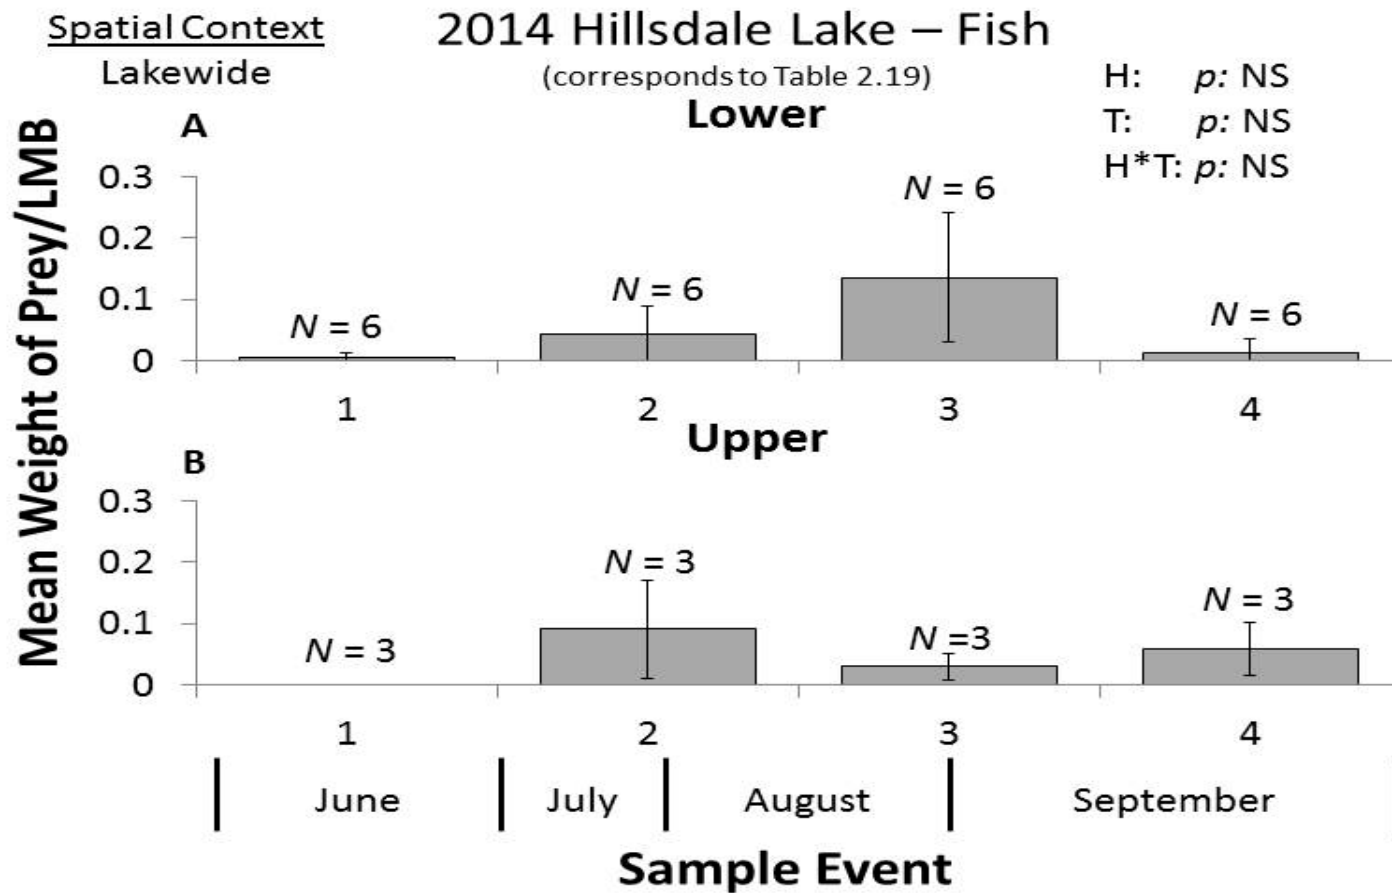 Spatial Context
Lakewide
2014 Hillsdale Lake – Fish
(corresponds to Table 2.19)
H: p: NS
T: p: NS
H*T: p: NS
Mean Weight of Prey/LMB
A
Lower
0.3
0.2
0.1
0
N = 6
N = 6
N = 6
N = 6
1 2 3 4
B
Upper
0.3
0.2
0.1
0
N = 3
N = 3
N =3
N = 3
1 2 3 4
June July August September
Sample Event